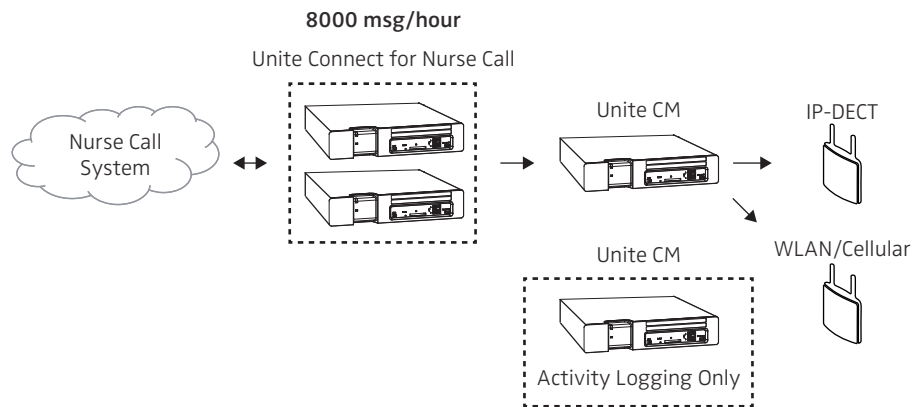 8000 msg/hour
Unite Connect for Nurse Call
Nurse Call
System
Unite CM
IP-DECT
WLAN/Cellular
Unite CM
Activity Logging Only